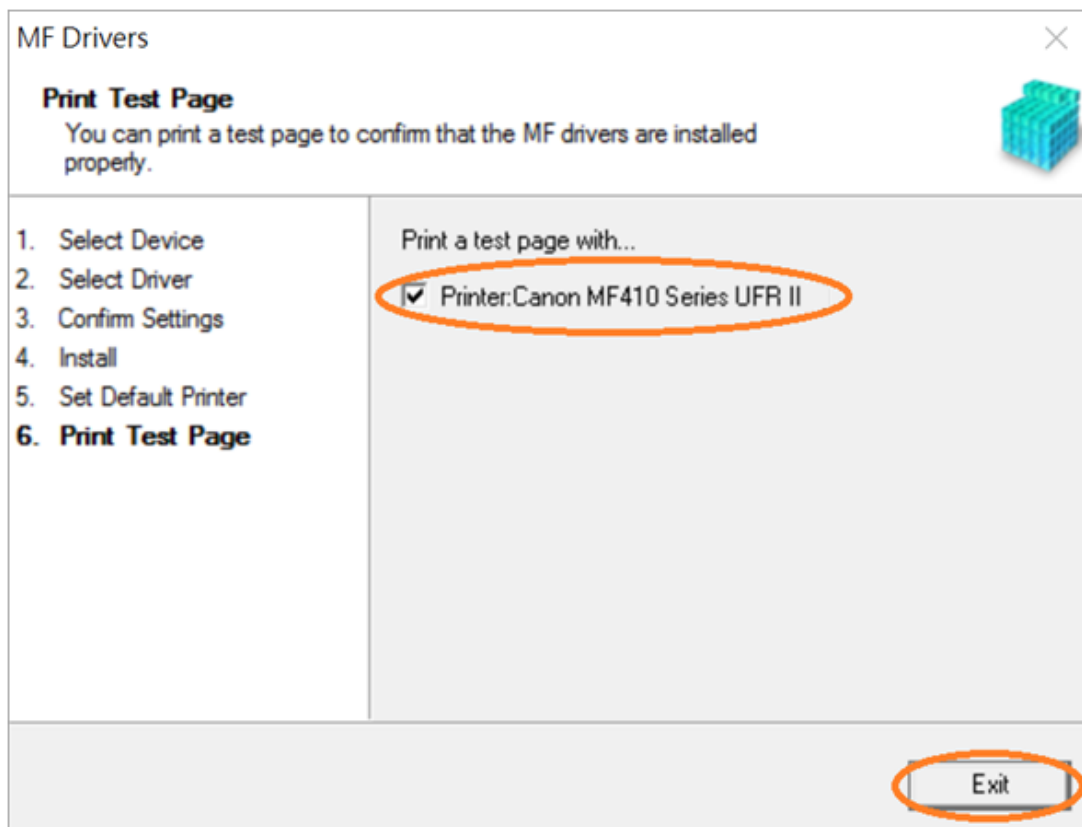 MF Drivers
Print Test Page
You can print a test page to confirm that the MF drivers are installed
properly.
1. Select Device
2. Select Driver
3. Confirm Settings
4. Install
5. Set Default Printer
6. Print Test Page
Print a test page with...
Printer:Canon MF410 Series UFR II
Exit